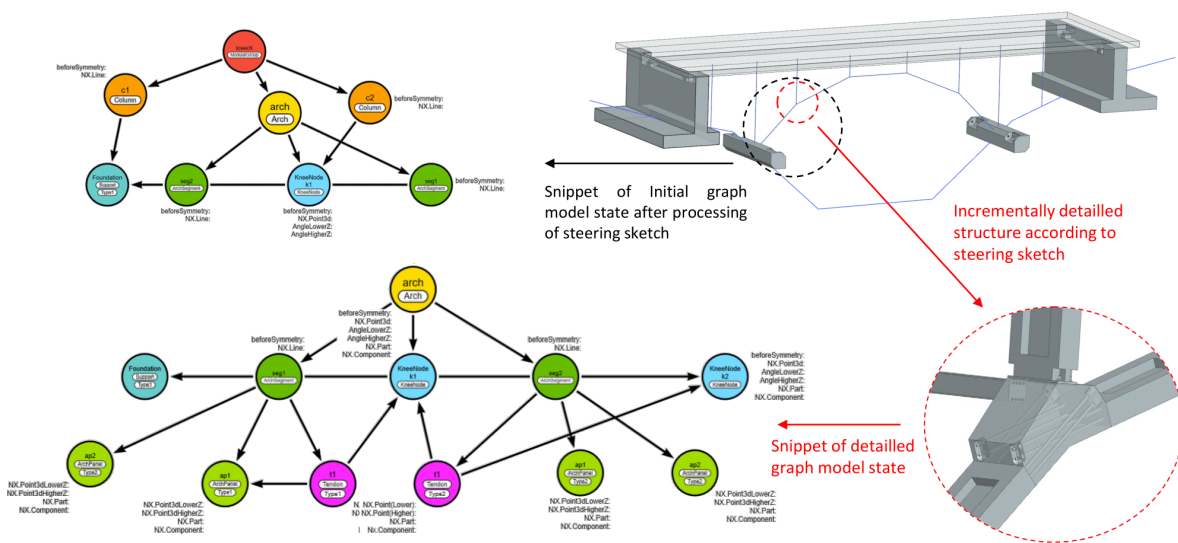 beforeSymmetry:
NX.Line:
c1
Column
c2
Column
beforeSymmetry:
NX.Line:
arch
Arch
Foundation
Support
Type1
seg2
ArchSegment
beforeSymmetry:
NX.Line:
KneeNode
k1
KneeNode
beforeSymmetry:
NX.Point3d:
AngleLowerZ:
AngleHigherZ:
seg1
ArchSegment
beforeSymmetry:
NX.Line:
Snippet of Initial graph
model state after processing
of steering sketch
Incrementally detailled
structure according to
steering sketch
arch
Arch
beforeSymmetry:
NX.Point3d:
AngleLowerZ:
AngleHigherZ:
NX.Part:
NX.Component:
Foundation
Support
Type1
beforeSymmetry:
NX.Line:
seg1
ArchSegment
KneeNode
k1
KneeNode
beforeSymmetry:
NX.Line:
seg2
ArchSegment
KneeNode
k2
KneeNode
beforeSymmetry:
NX.Point3d:
AngleLowerZ:
AngleHigherZ:
NX.Part:
NX.Component:
Snippet of detailled
graph model state
ap2
ArchPanel
NX.Point3dLowerZ:
NX.Point3dHigherZ:
NX.Part:
NX.Component:
ap1
ArchPanel
Type1
NX.Point3dLowerZ:
NX.Point3dHigherZ:
NX.Part:
NX.Component:
t1
Tendon
Type1
t1
Tendon
Type2
NX.Point(Lower):
NX.Point(Higher):
NX.Part:
Nx.Component:
ap1
ArchPanel
Type2
NX.Point3dLowerZ:
NX.Point3dHigherZ:
NX.Part:
NX.Component:
ap2
ArchPanel
Type2
NX.Point3dLowerZ:
NX.Point3dHigherZ:
NX.Part:
NX.Component: